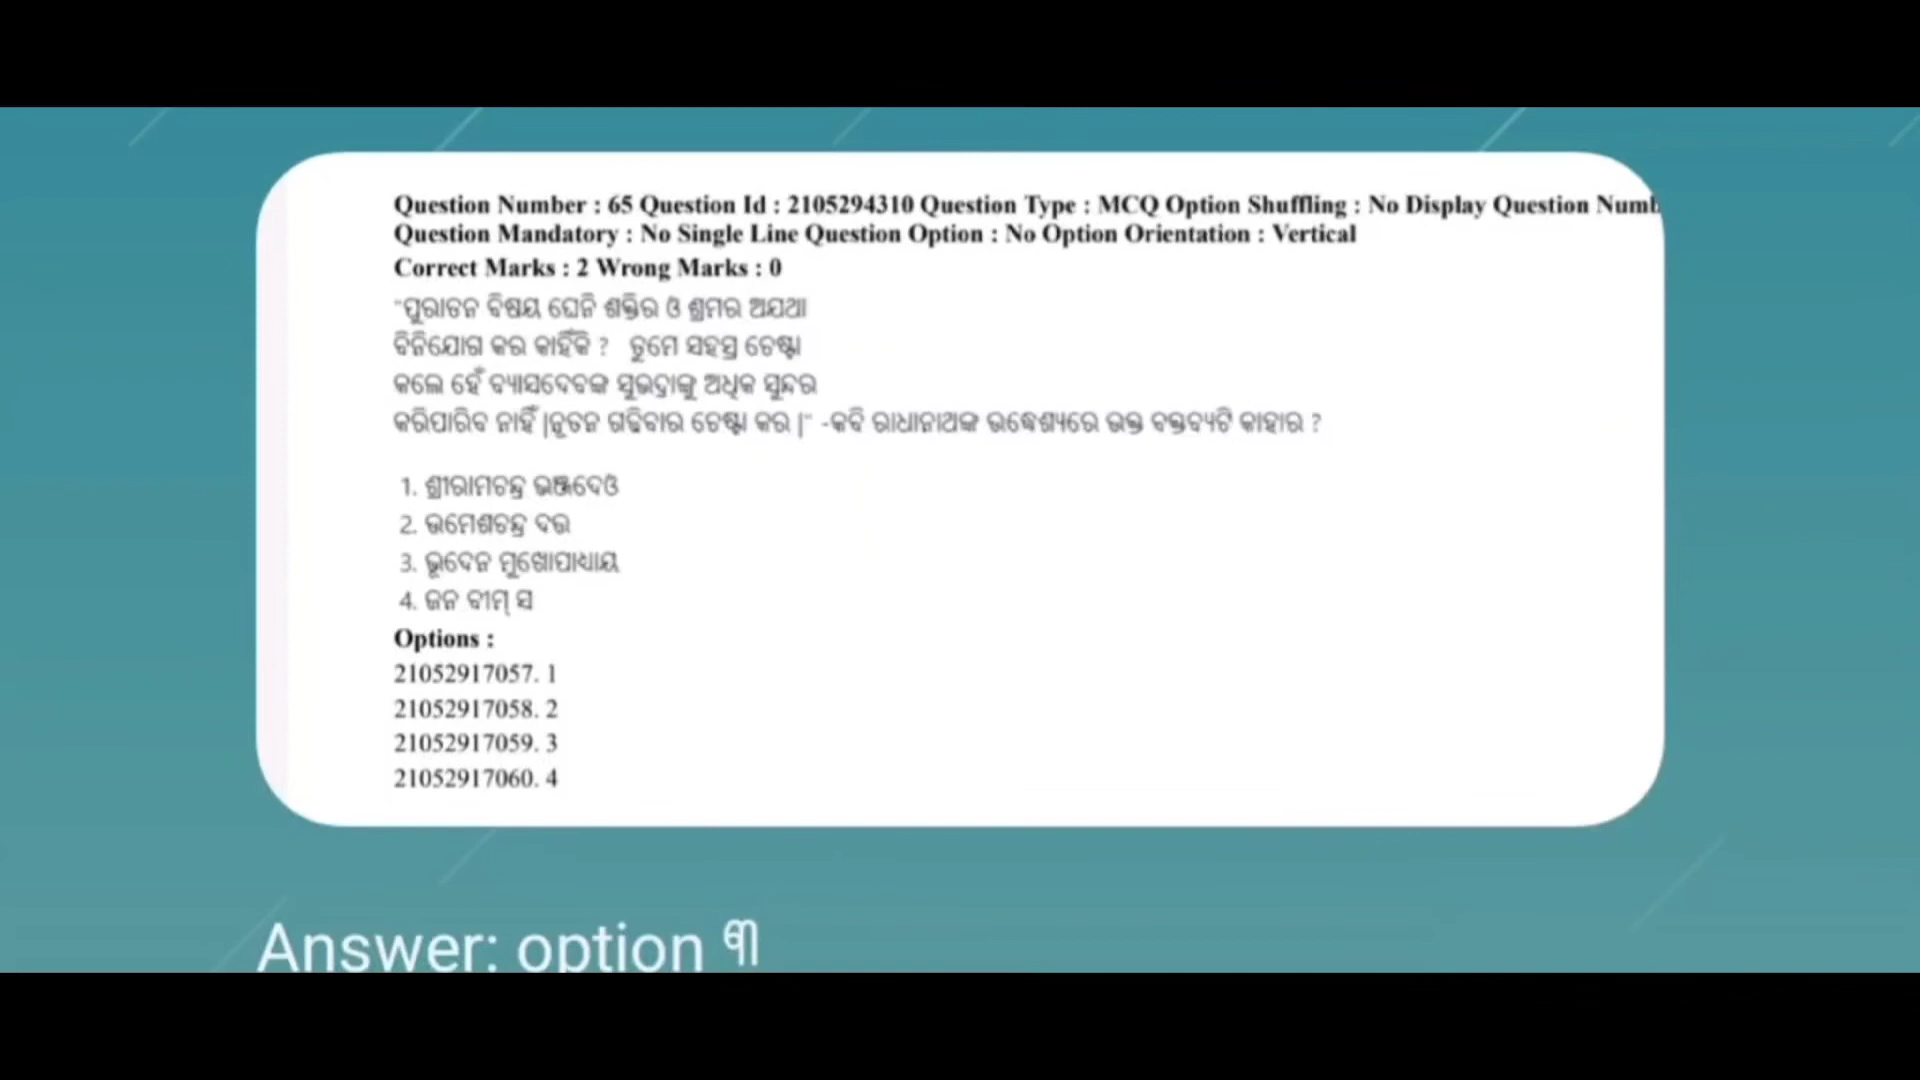 Question Number : 65 Question Id : 2105294310 Question Type : MCQ Option Shuffling : No Display Question Numb
Question Mandatory : No Single Line Question Option : No Option Orientation : Vertical
Correct Marks : 2 Wrong Marks : 0
"ପୁରାତନ ବିଷୟ ଘେନି ଶକ୍ତିର ଓ ଶ୍ରମର ଅଯଥା
ବିନିଯୋଗ କର କାହିଁକି ? ତୁମେ ସହସ୍ର ଚେଷ୍ଟା
କଲେ ହେଁ ବ୍ୟାସଦେବଙ୍କ ସୁଭଦ୍ରାଙ୍କୁ ଅଧିକ ସୁନ୍ଦର
କରିପାରିବ ନାହିଁ |ନୂତନ ଗଢିବାର ଚେଷ୍ଟା କର |" -କବି ରାଧାନାଥଙ୍କ ଉଦ୍ଧେଶ୍ୟରେ ଉକ୍ତ ବକ୍ତବ୍ୟଟି କାହାର ?
1. ଶ୍ରୀରାମଚନ୍ଦ୍ର ଭଞ୍ଜଦେଓ
2. ଉମେଶଚନ୍ଦ୍ର ଦଉ
3. ଭୂଦେନ ମୁଖୋପାଧ୍ୟାୟ
4. ଜନ ବୀମ୍ ସ
Options :
21052917057. 1
21052917058. 2
21052917059. 3
21052917060. 4
Answer: option ୩